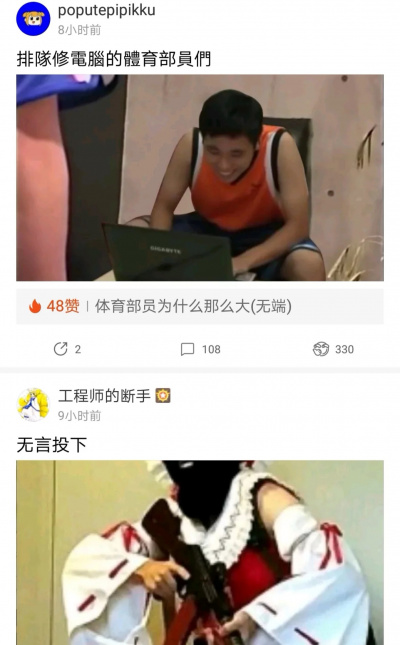 poputepipikku
8小时前
排隊修電腦的體育部員們
GIGABYTE
48赞 | 体育部员为什么那么大(无端)
2 108 330
工程师的断手
9小时前
无言投下